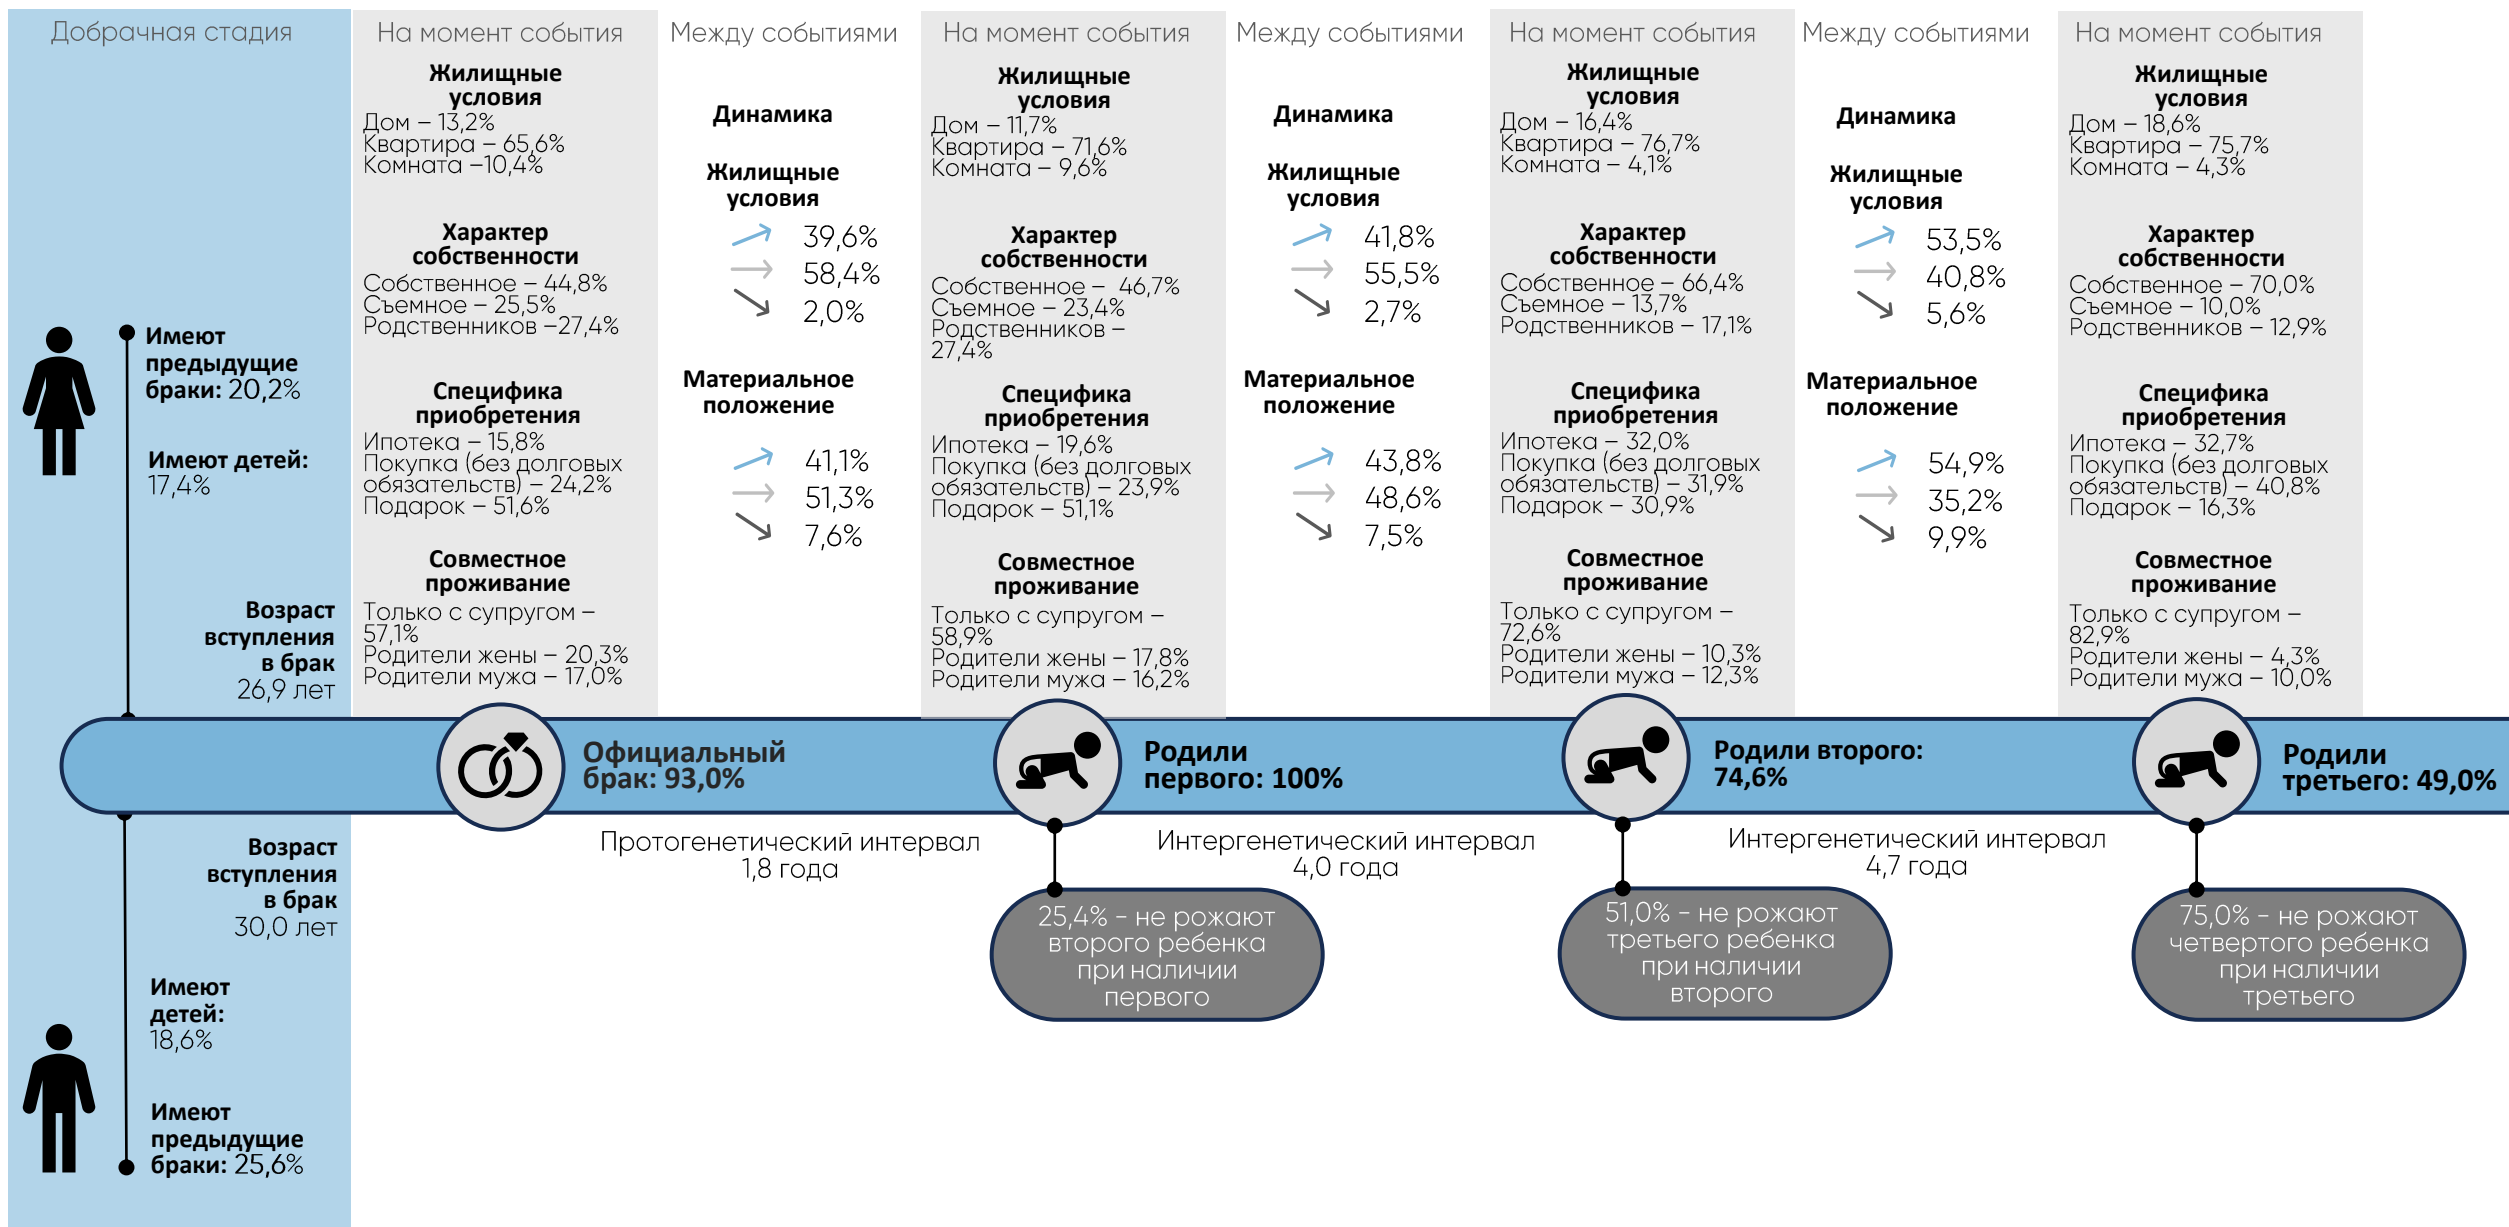 Добрачная стадия
Имеют
предыдущие
браки: 20,2%
Имеют детей:
17,4%
Возраст
вступления
в брак
26,9 лет
На момент события
Жилищные
условия
Дом – 13,2%
Квартира – 65,6%
Комната –10,4%
Характер
собственности
Собственное – 44,8%
Съемное – 25,5%
Родственников –27,4%
Специфика
приобретения
Ипотека – 15,8%
Покупка (без долговых
обязательств) – 24,2%
Подарок – 51,6%
Совместное
проживание
Только с супругом –
57,1%
Родители жены – 20,3%
Родители мужа – 17,0%
Между событиями
Динамика
Жилищные
условия
39,6%
58,4%
2,0%
Материальное
положение
41,1%
51,3%
7,6%
На момент события
Жилищные
условия
Дом – 11,7%
Квартира – 71,6%
Комната – 9,6%
Характер
собственности
Собственное – 46,7%
Съемное – 23,4%
Родственников –
27,4%
Специфика
приобретения
Ипотека – 19,6%
Покупка (без долговых
обязательств) – 23,9%
Подарок – 51,1%
Совместное
проживание
Только с супругом –
58,9%
Родители жены – 17,8%
Родители мужа – 16,2%
Между событиями
Динамика
Жилищные
условия
41,8%
55,5%
2,7%
Материальное
положение
43,8%
48,6%
7,5%
На момент события
Жилищные
условия
Дом – 16,4%
Квартира – 76,7%
Комната – 4,1%
Характер
собственности
Собственное – 66,4%
Съемное – 13,7%
Родственников – 17,1%
Специфика
приобретения
Ипотека – 32,0%
Покупка (без долговых
обязательств) – 31,9%
Подарок – 30,9%
Совместное
проживание
Только с супругом –
72,6%
Родители жены – 10,3%
Родители мужа – 12,3%
Между событиями
Динамика
Жилищные
условия
53,5%
40,8%
5,6%
Материальное
положение
54,9%
35,2%
9,9%
На момент события
Жилищные
условия
Дом – 18,6%
Квартира – 75,7%
Комната – 4,3%
Характер
собственности
Собственное – 70,0%
Съемное – 10,0%
Родственников – 12,9%
Специфика
приобретения
Ипотека – 32,7%
Покупка (без долговых
обязательств) – 40,8%
Подарок – 16,3%
Совместное
проживание
Только с супругом –
82,9%
Родители жены – 4,3%
Родители мужа – 10,0%
Официальный
брак: 93,0%
Родили
первого: 100%
Родили второго:
74,6%
Родили
третьего: 49,0%
Протогенетический интервал
1,8 года
Интергенетический интервал
4,0 года
Интергенетический интервал
4,7 года
25,4% - не рожают
второго ребенка
при наличии
первого
51,0% - не рожают
третьего ребенка
при наличии
второго
75,0% - не рожают
четвертого ребенка
при наличии
третьего
Возраст
вступления
в брак
30,0 лет
Имеют
детей:
18,6%
Имеют
предыдущие
браки: 25,6%